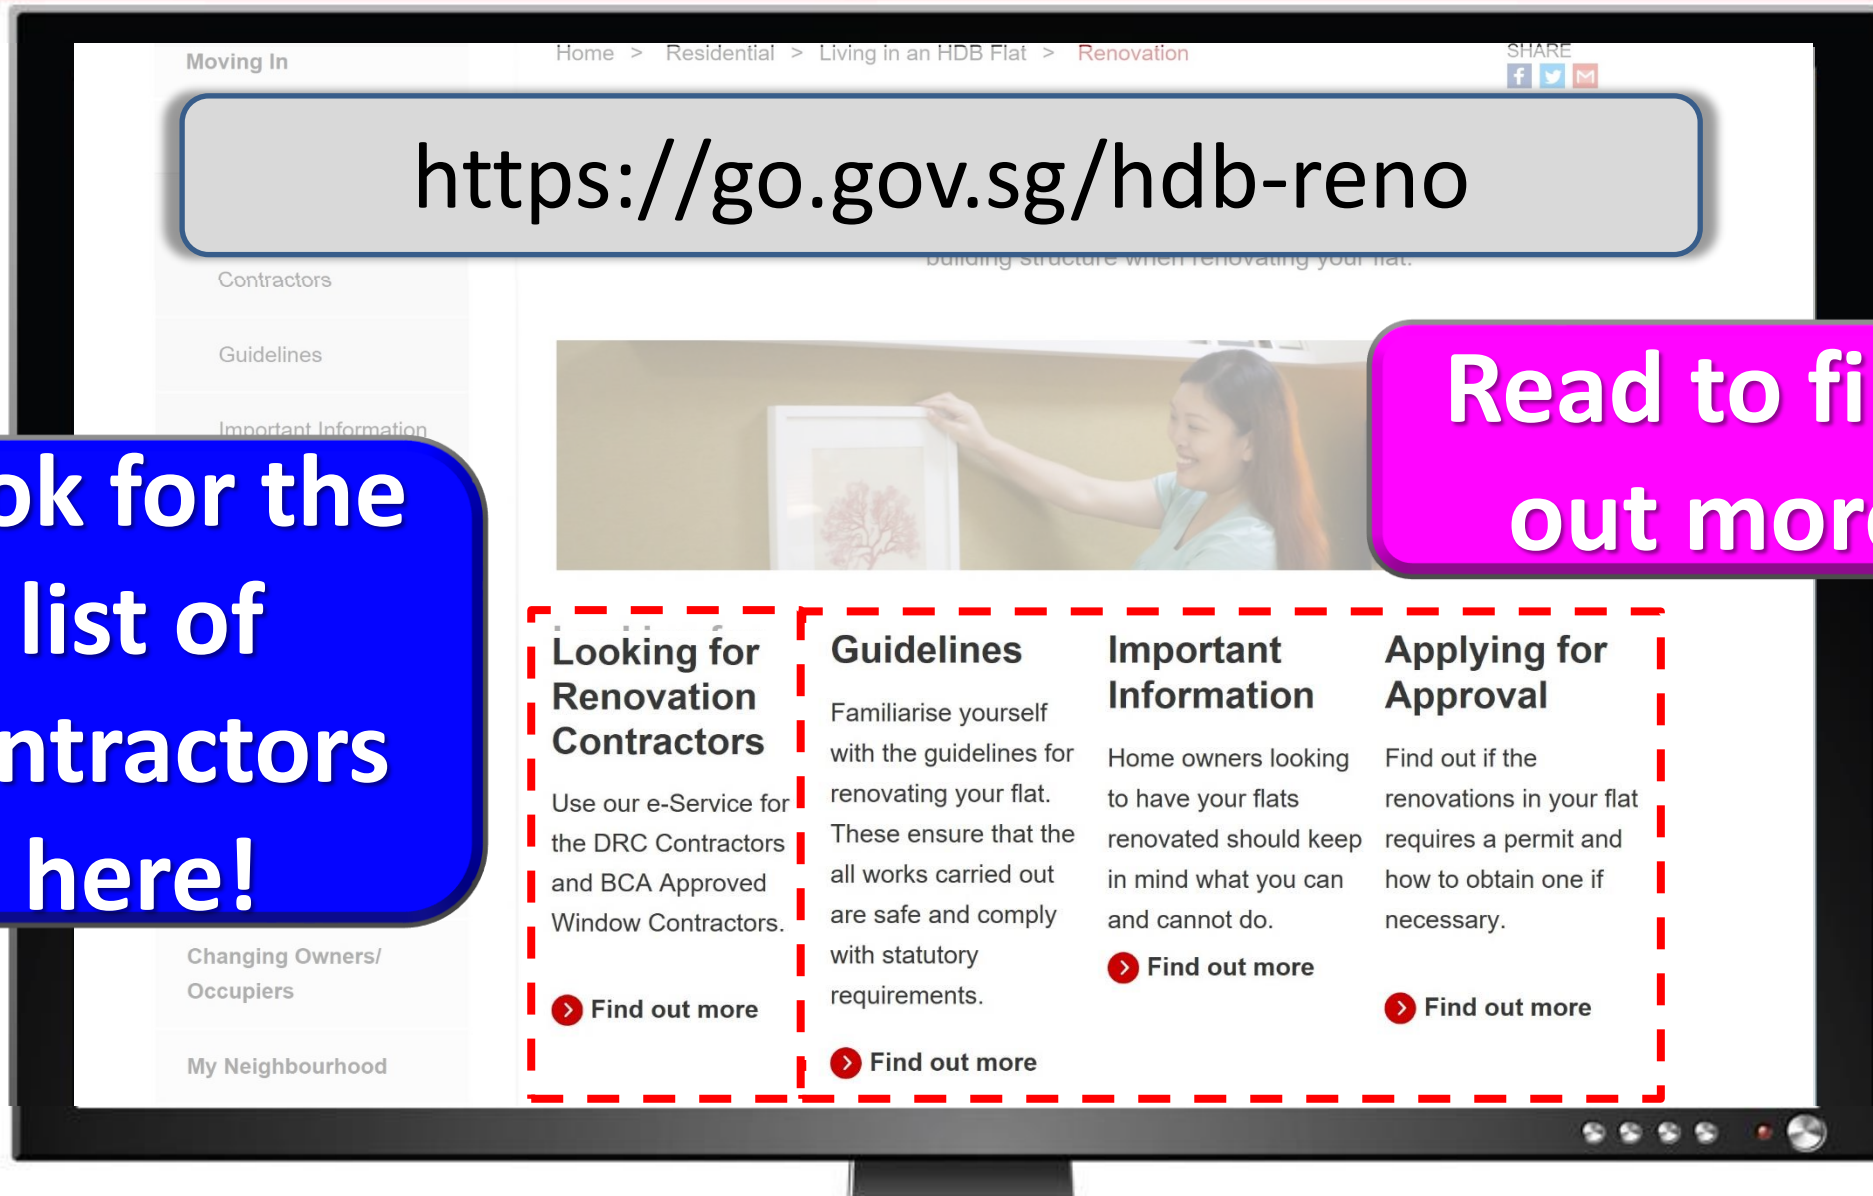 Moving In
Home > Residential > Living in an HDB Flat > Renovation
SHARE
https://go.gov.sg/hdb-reno
building structure when renovating your flat.
Contractors
Guidelines
Important Information
ok for the
list of
ntractors
here!
Read to fi
out more
Looking for
Renovation
Contractors
Use our e-Service for
the DRC Contractors
and BCA Approved
Window Contractors.
Find out more
Guidelines
Familiarise yourself
with the guidelines for
renovating your flat.
These ensure that the
all works carried out
are safe and comply
with statutory
requirements.
Find out more
Important
Information
Home owners looking
to have your flats
renovated should keep
in mind what you can
and cannot do.
Find out more
Applying for
Approval
Find out if the
renovations in your flat
requires a permit and
how to obtain one if
necessary.
Find out more
Changing Owners/
Occupiers
My Neighbourhood